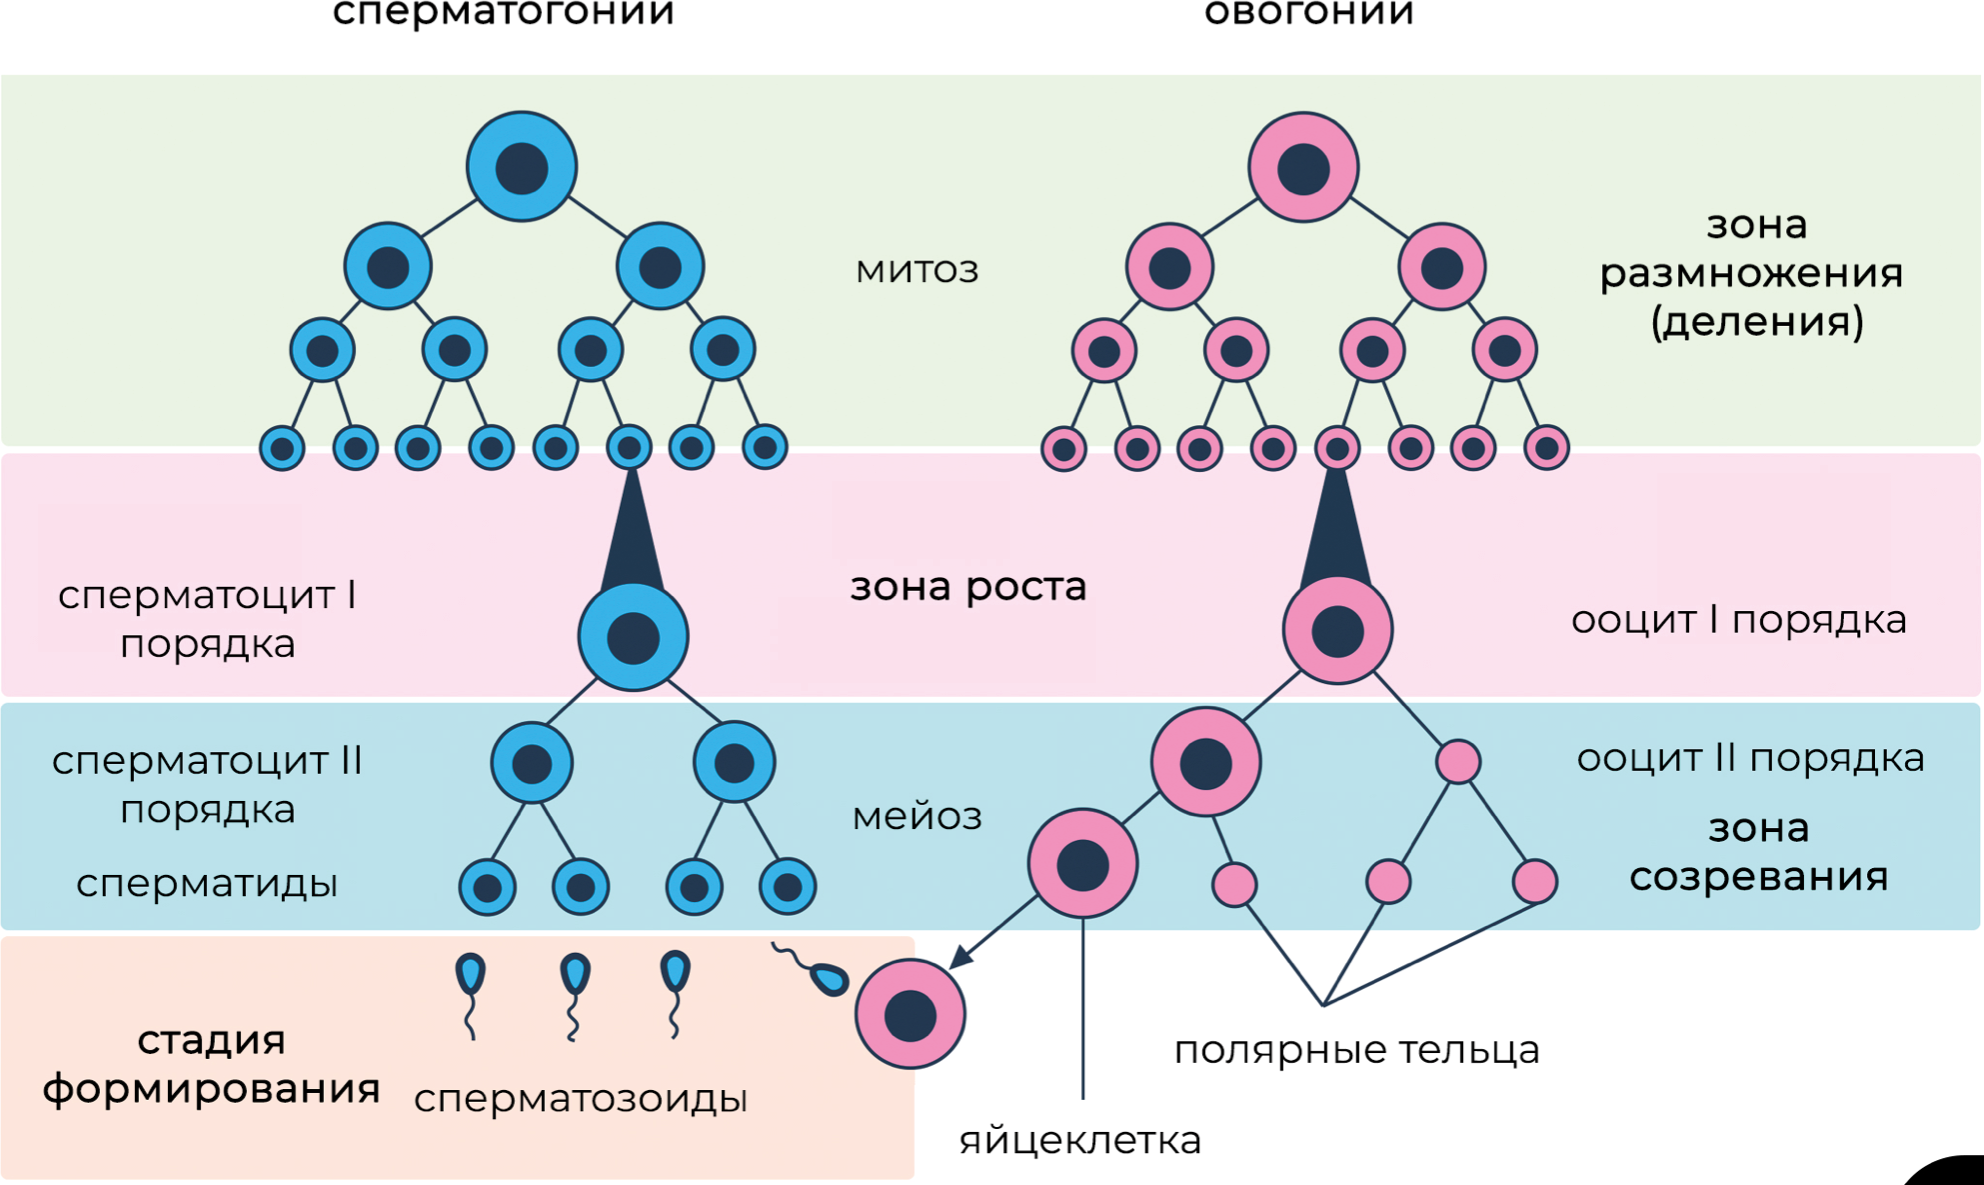 сперматогонии
овогонии
митоз
зона
размножения
(деления)
сперматоцит I
порядка
зона роста
ооцит I порядка
сперматоцит II
порядка
сперматиды
мейоз
ооцит II порядка
зона
созревания
стадия
формирования
сперматозоиды
полярные тельца
яйцеклетка